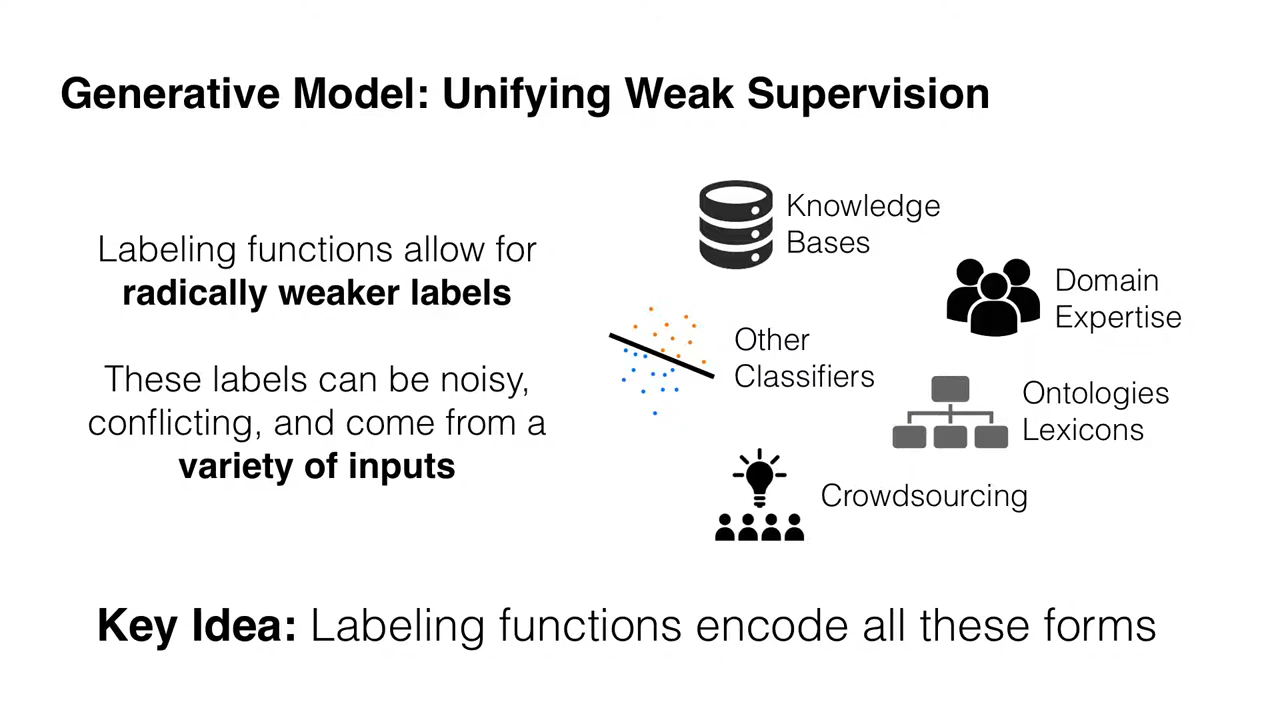 Generative Model: Unifying Weak Supervision
Labeling functions allow for
radically weaker labels
These labels can be noisy,
conflicting, and come from a
variety of inputs
Knowledge
Bases
Domain
Expertise
Other
Classifiers
Ontologies
Lexicons
Crowdsourcing
Key Idea: Labeling functions encode all these forms